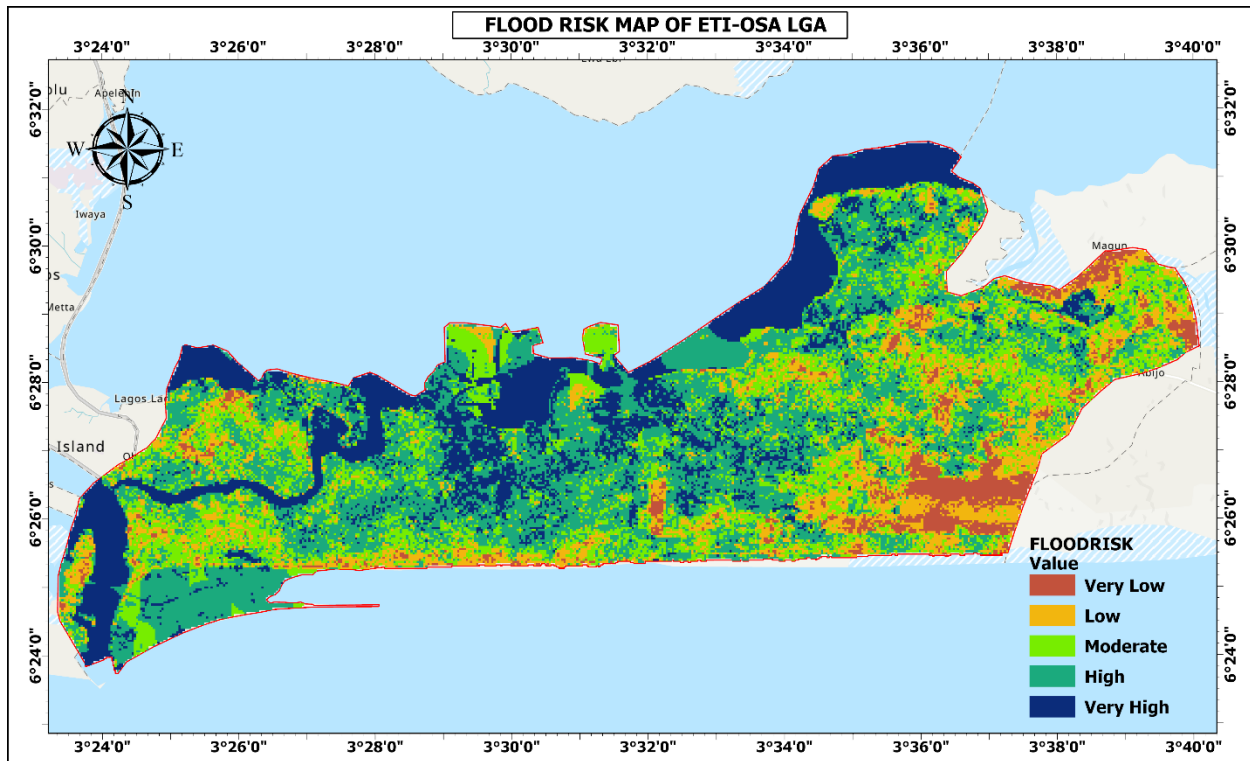 FLOOD RISK MAP OF ETI-OSA LGA
3°24'0" 3°26'0" 3°28'0" 3°30'0" 3°32'0" 3°34'0" 3°36'0" 3°38'0" 3°40'0"
6°32'0"
6°30'0"
6°28'0"
6°26'0"
6°24'0"
6°32'0"
6°30'0"
6°28'0"
6°26'0"
6°24'0"
N
W E
S
Iwaya
Metta
Island
Magun
FLOODRISK
Value
Very Low
Low
Moderate
High
Very High
3°24'0" 3°26'0" 3°28'0" 3°30'0" 3°32'0" 3°34'0" 3°36'0" 3°38'0" 3°40'0"